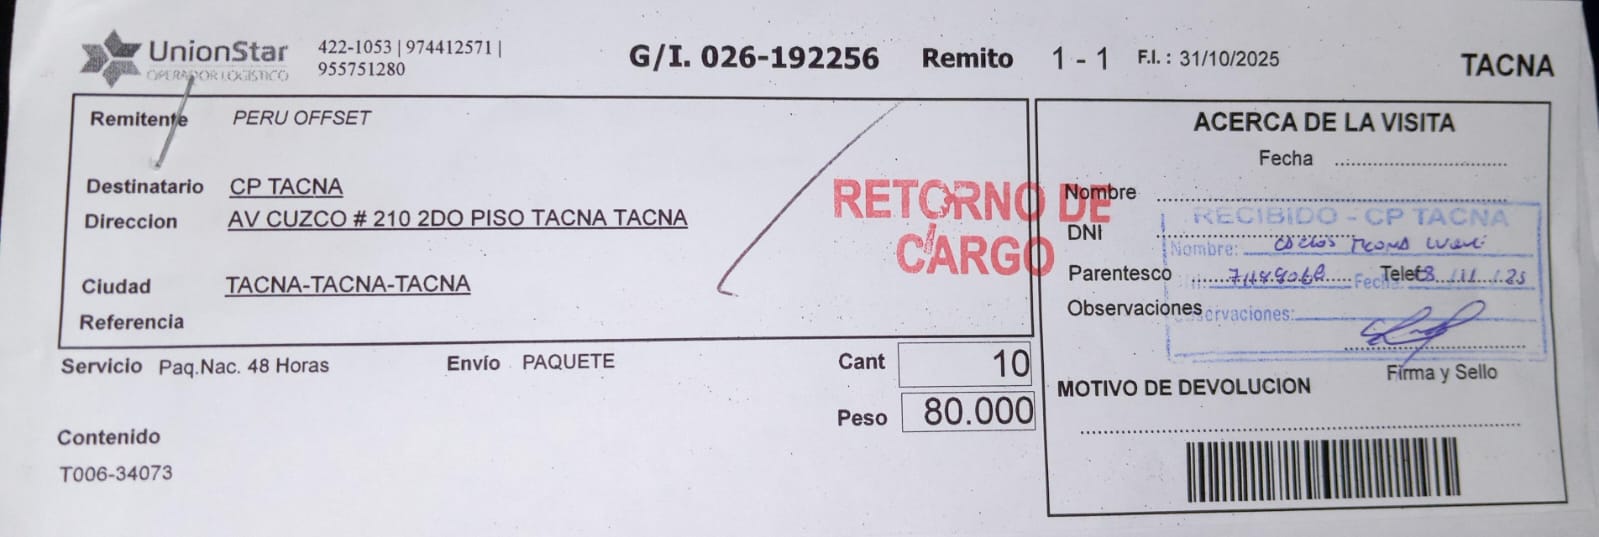 UnionStar
OPERADOR LOGISTICO
422-1053 | 974412571 |
955751280
G/I. 026-192256 Remito 1 - 1 F.I. : 31/10/2025
TACNA
Remitente PERU OFFSET
Destinatario CP TACNA
Direccion AV CUZCO # 210 2DO PISO TACNA TACNA
Ciudad TACNA-TACNA-TACNA
Referencia
RETORNO DE
CARGO
Servicio Paq.Nac. 48 Horas Envío PAQUETE Cant 10
Peso 80.000
Contenido
T006-34073
ACERCA DE LA VISITA
Fecha
Nombre
RECIBIDO - CP TACNA
DNI
Nombre: Carlos
Parentesco Telef
Fecha
Observaciones
Observaciones:
Firma y Sello
MOTIVO DE DEVOLUCION